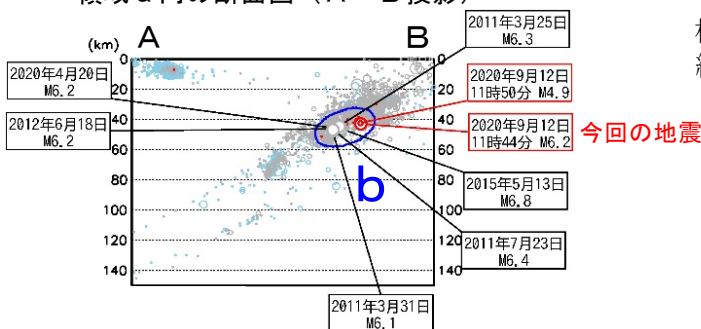 領域a内の断面図（A－B投影）
(km)
A
B
2011年3月25日
M6.3
2020年4月20日
M6.2
2020年9月12日
11時50分 M4.9
2012年6月18日
M6.2
2020年9月12日
11時44分 M6.2
今回の地震
2015年5月13日
M6.8
b
2011年7月23日
M6.4
2011年3月31日
M6.1
0
20
40
60
80
100
120
140
0
20
40
60
80
100
120
140